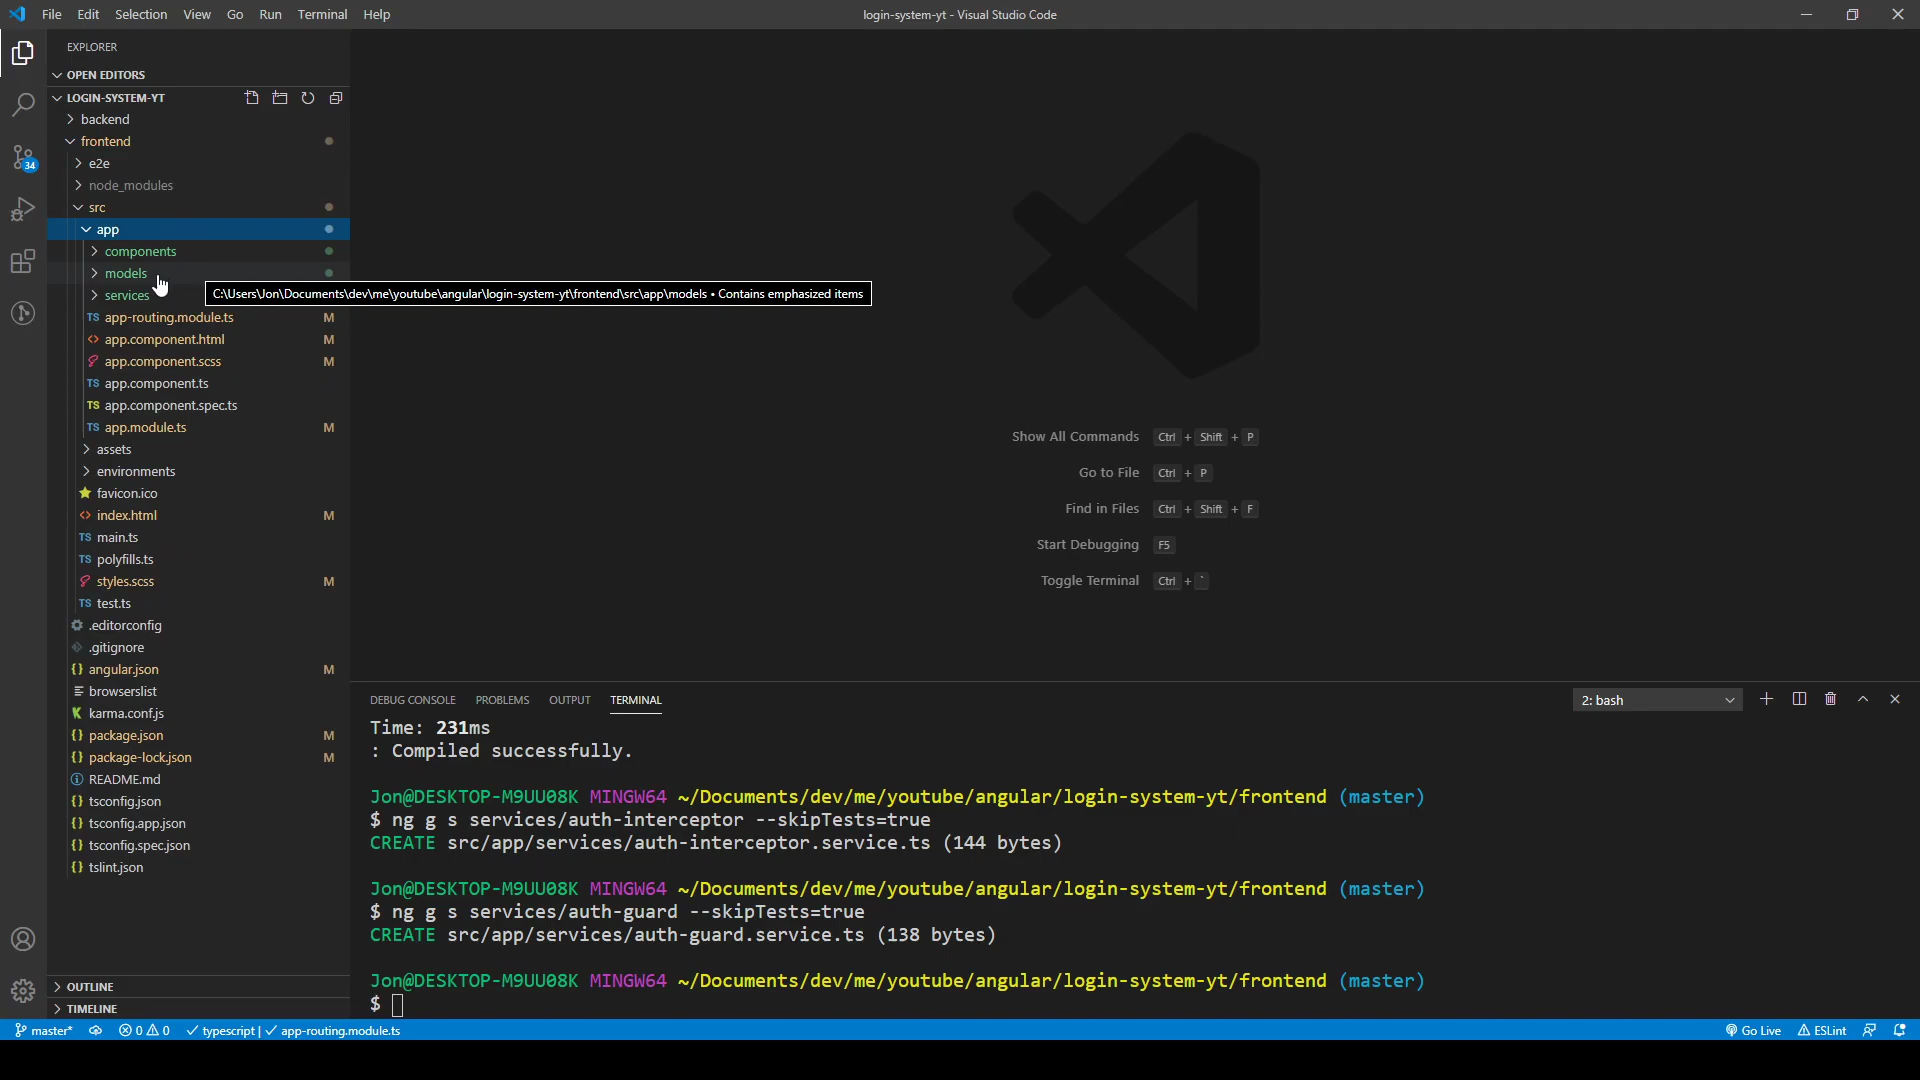 File Edit Selection View Go Run Terminal Help
login-system-yt - Visual Studio Code
EXPLORER
OPEN EDITORS
LOGIN-SYSTEM-YT
backend
frontend
e2e
node_modules
src
app
components
models
services
C:\Users\Jon\Documents\dev\me\youtube\angular\login-system-yt\frontend\src\app\models • Contains emphasized items
TS app-routing.module.ts M
<> app.component.html M
app.component.scss M
TS app.component.ts
TS app.component.spec.ts
TS app.module.ts M
assets
environments
favicon.ico
<> index.html M
TS main.ts
TS polyfills.ts
styles.scss M
TS test.ts
.editorconfig
.gitignore
{} angular.json M
browserslist
karma.conf.js
{} package.json M
{} package-lock.json M
README.md
{} tsconfig.json
{} tsconfig.app.json
{} tsconfig.spec.json
{} tslint.json
OUTLINE
TIMELINE
34
Show All Commands Ctrl + Shift + P
Go to File Ctrl + P
Find in Files Ctrl + Shift + F
Start Debugging F5
Toggle Terminal Ctrl + `
DEBUG CONSOLE PROBLEMS OUTPUT TERMINAL
2: bash
Time: 231ms
: Compiled successfully.
Jon@DESKTOP-M9UU08K MINGW64 ~/Documents/dev/me/youtube/angular/login-system-yt/frontend (master)
$ ng g s services/auth-interceptor --skipTests=true
CREATE src/app/services/auth-interceptor.service.ts (144 bytes)
Jon@DESKTOP-M9UU08K MINGW64 ~/Documents/dev/me/youtube/angular/login-system-yt/frontend (master)
$ ng g s services/auth-guard --skipTests=true
CREATE src/app/services/auth-guard.service.ts (138 bytes)
Jon@DESKTOP-M9UU08K MINGW64 ~/Documents/dev/me/youtube/angular/login-system-yt/frontend (master)
$
master* 0 0 typescript | app-routing.module.ts
Go Live ESLint